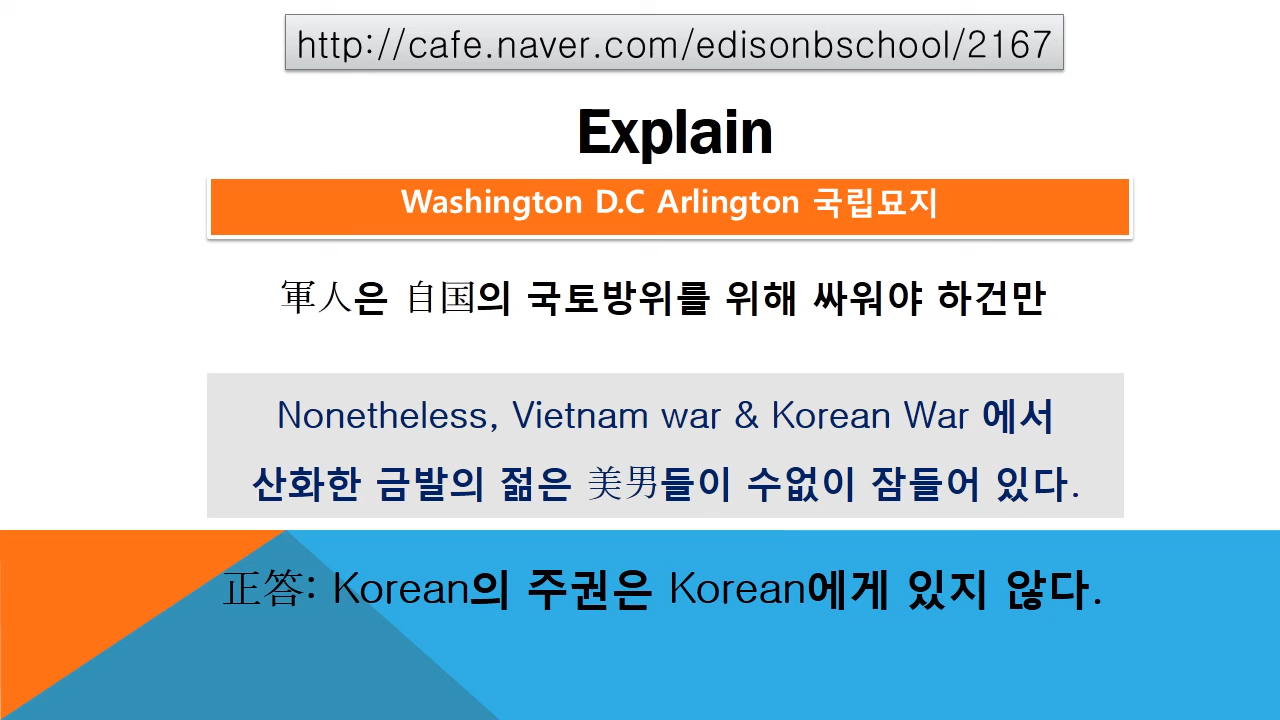 http://cafe.naver.com/edisonbschool/2167
Explain
Washington D.C Arlington 국립묘지
軍人은 自国의 국토방위를 위해 싸워야 하건만
Nonetheless, Vietnam war & Korean War 에서
산화한 금발의 젊은 美男들이 수없이 잠들어 있다.
正答: Korean의 주권은 Korean에게 있지 않다.